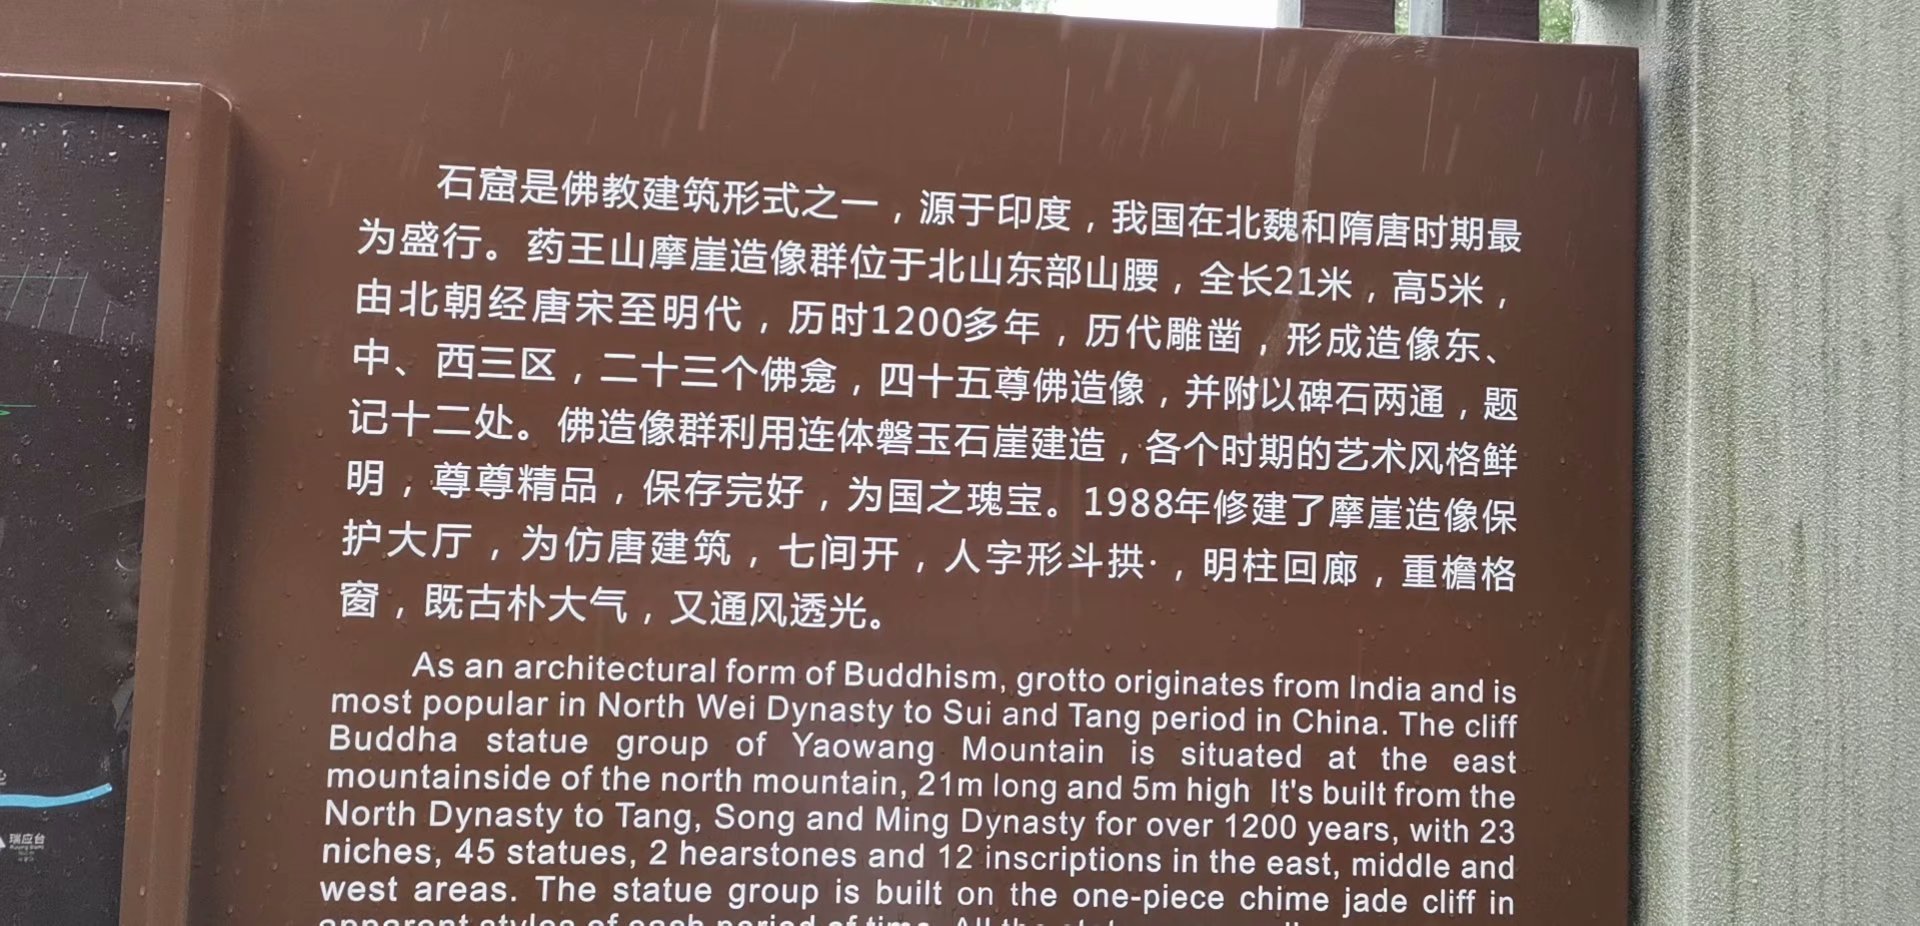 石窟是佛教建筑形式之一，源于印度，我国在北魏和隋唐时期最
为盛行。药王山摩崖造像群位于北山东部山腰，全长21米，高5米，
由北朝经唐宋至明代，历时1200多年，历代雕凿，形成造像东、
中、西三区，二十三个佛龛，四十五尊佛造像，并附以碑石两通，题
记十二处。佛造像群利用连体磐玉石崖建造，各个时期的艺术风格鲜
明，尊尊精品，保存完好，为国之瑰宝。1988年修建了摩崖造像保
护大厅，为仿唐建筑，七间开，人字形斗拱·，明柱回廊，重檐格
窗，既古朴大气，又通风透光。
As an architectural form of Buddhism, grotto originates from India and is
most popular in North Wei Dynasty to Sui and Tang period in China. The cliff
Buddha statue group of Yaowang Mountain is situated at the east
mountainside of the north mountain, 21m long and 5m high It's built from the
North Dynasty to Tang, Song and Ming Dynasty for over 1200 years, with 23
niches, 45 statues, 2 hearstones and 12 inscriptions in the east, middle and
west areas. The statue group is built on the one-piece chime jade cliff in
apparent styles of each period of time. All the
瑞应台